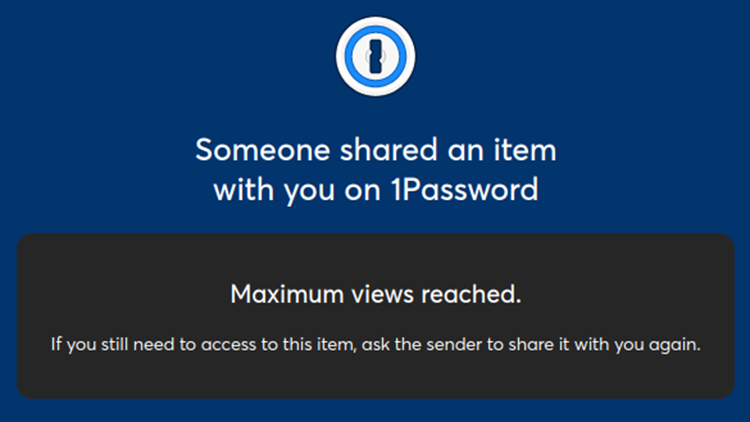 Someone shared an item
with you on 1Password
Maximum views reached.
If you still need to access to this item, ask the sender to share it with you again.